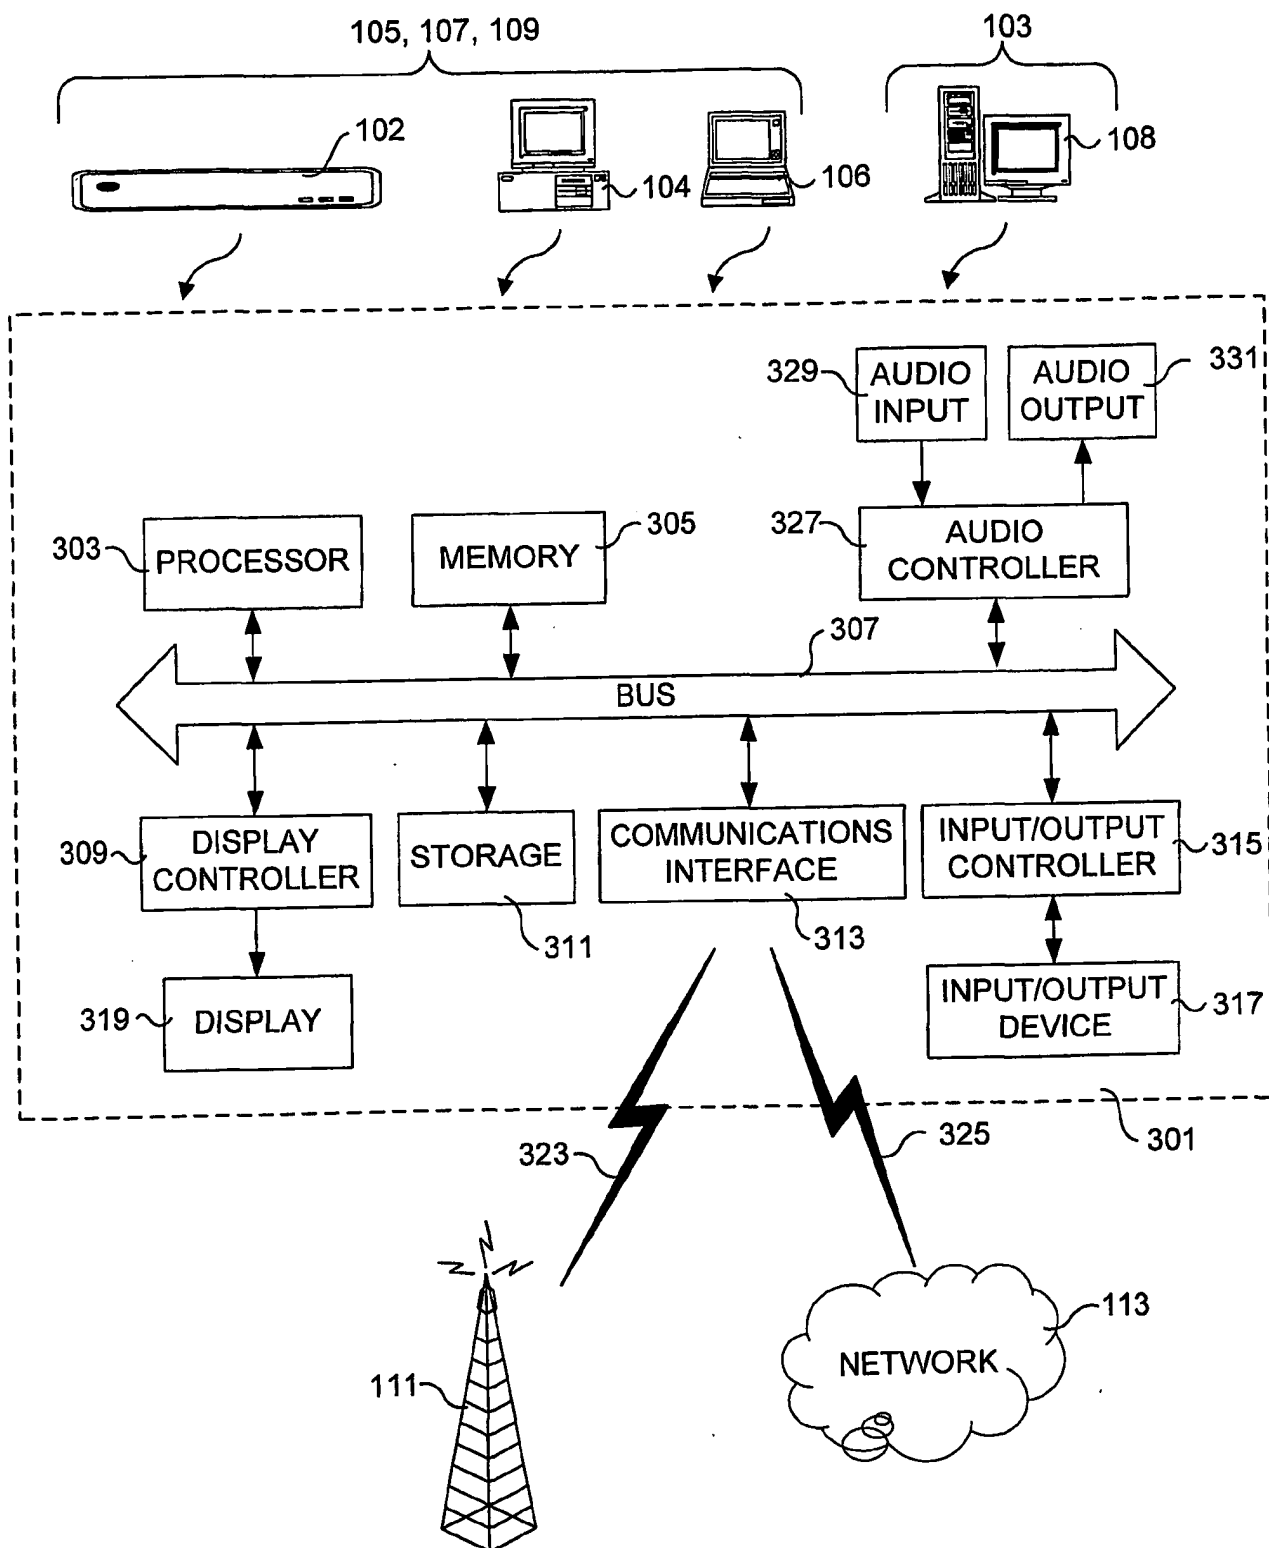 105, 107, 109
103
102
104
106
108
329
AUDIO
INPUT
AUDIO
OUTPUT
331
303
PROCESSOR
MEMORY
305
327
AUDIO
CONTROLLER
307
BUS
309
DISPLAY
CONTROLLER
STORAGE
311
COMMUNICATIONS
INTERFACE
313
INPUT/OUTPUT
CONTROLLER
315
319
DISPLAY
INPUT/OUTPUT
DEVICE
317
323
325
301
111
NETWORK
113